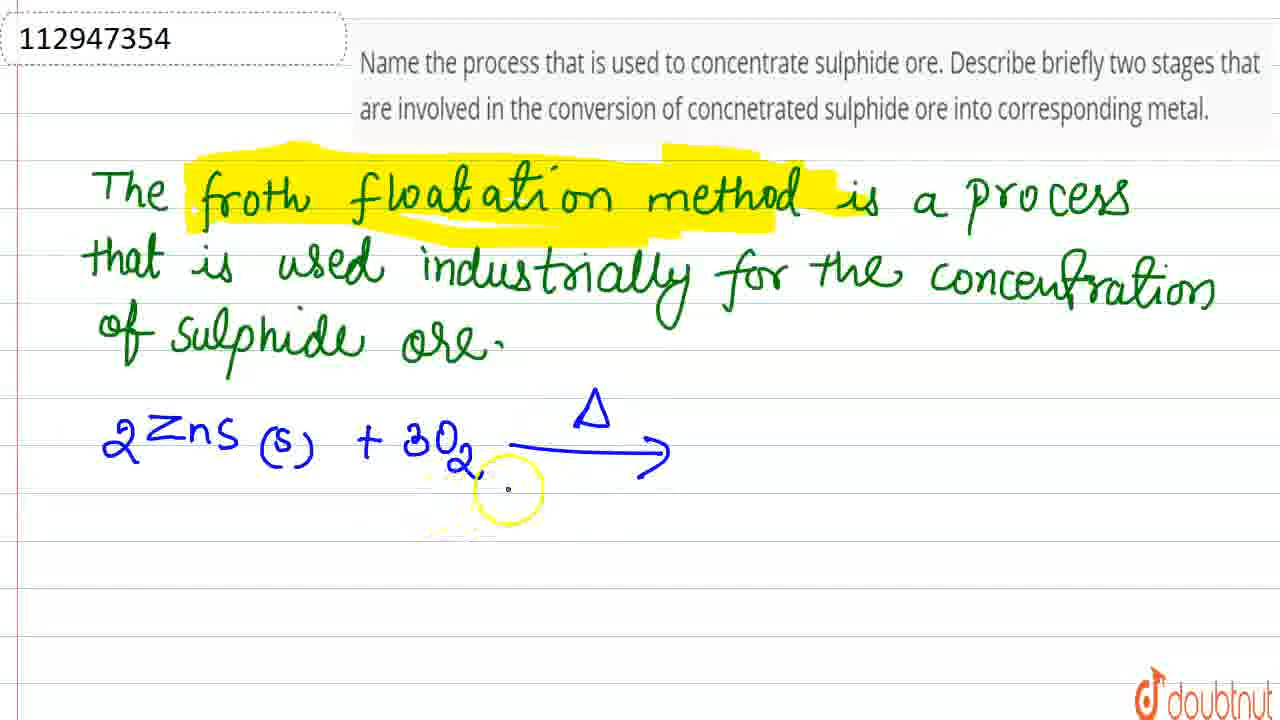 112947354
Name the process that is used to concentrate sulphide ore. Describe briefly two stages that
are involved in the conversion of concnetrated sulphide ore into corresponding metal.
The froth floatation method is a process
that is used industrially for the concentration
of sulphide ore.
2ZnS (s) + 3O₂ →Δ
doubtnut